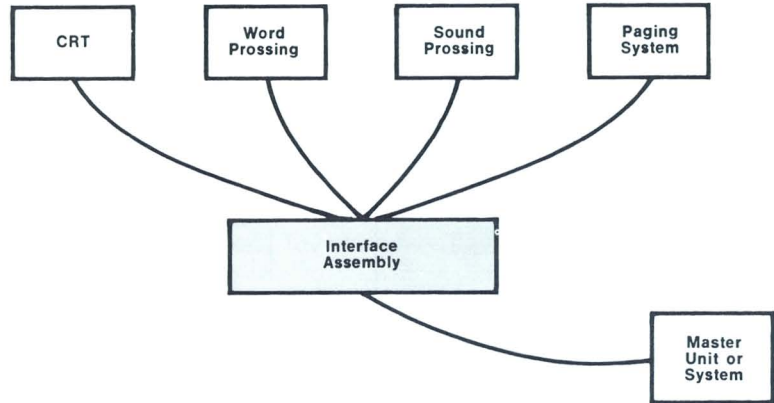 CRT
Word
Prossing
Sound
Prossing
Paging
System
Interface
Assembly
Master
Unit or
System